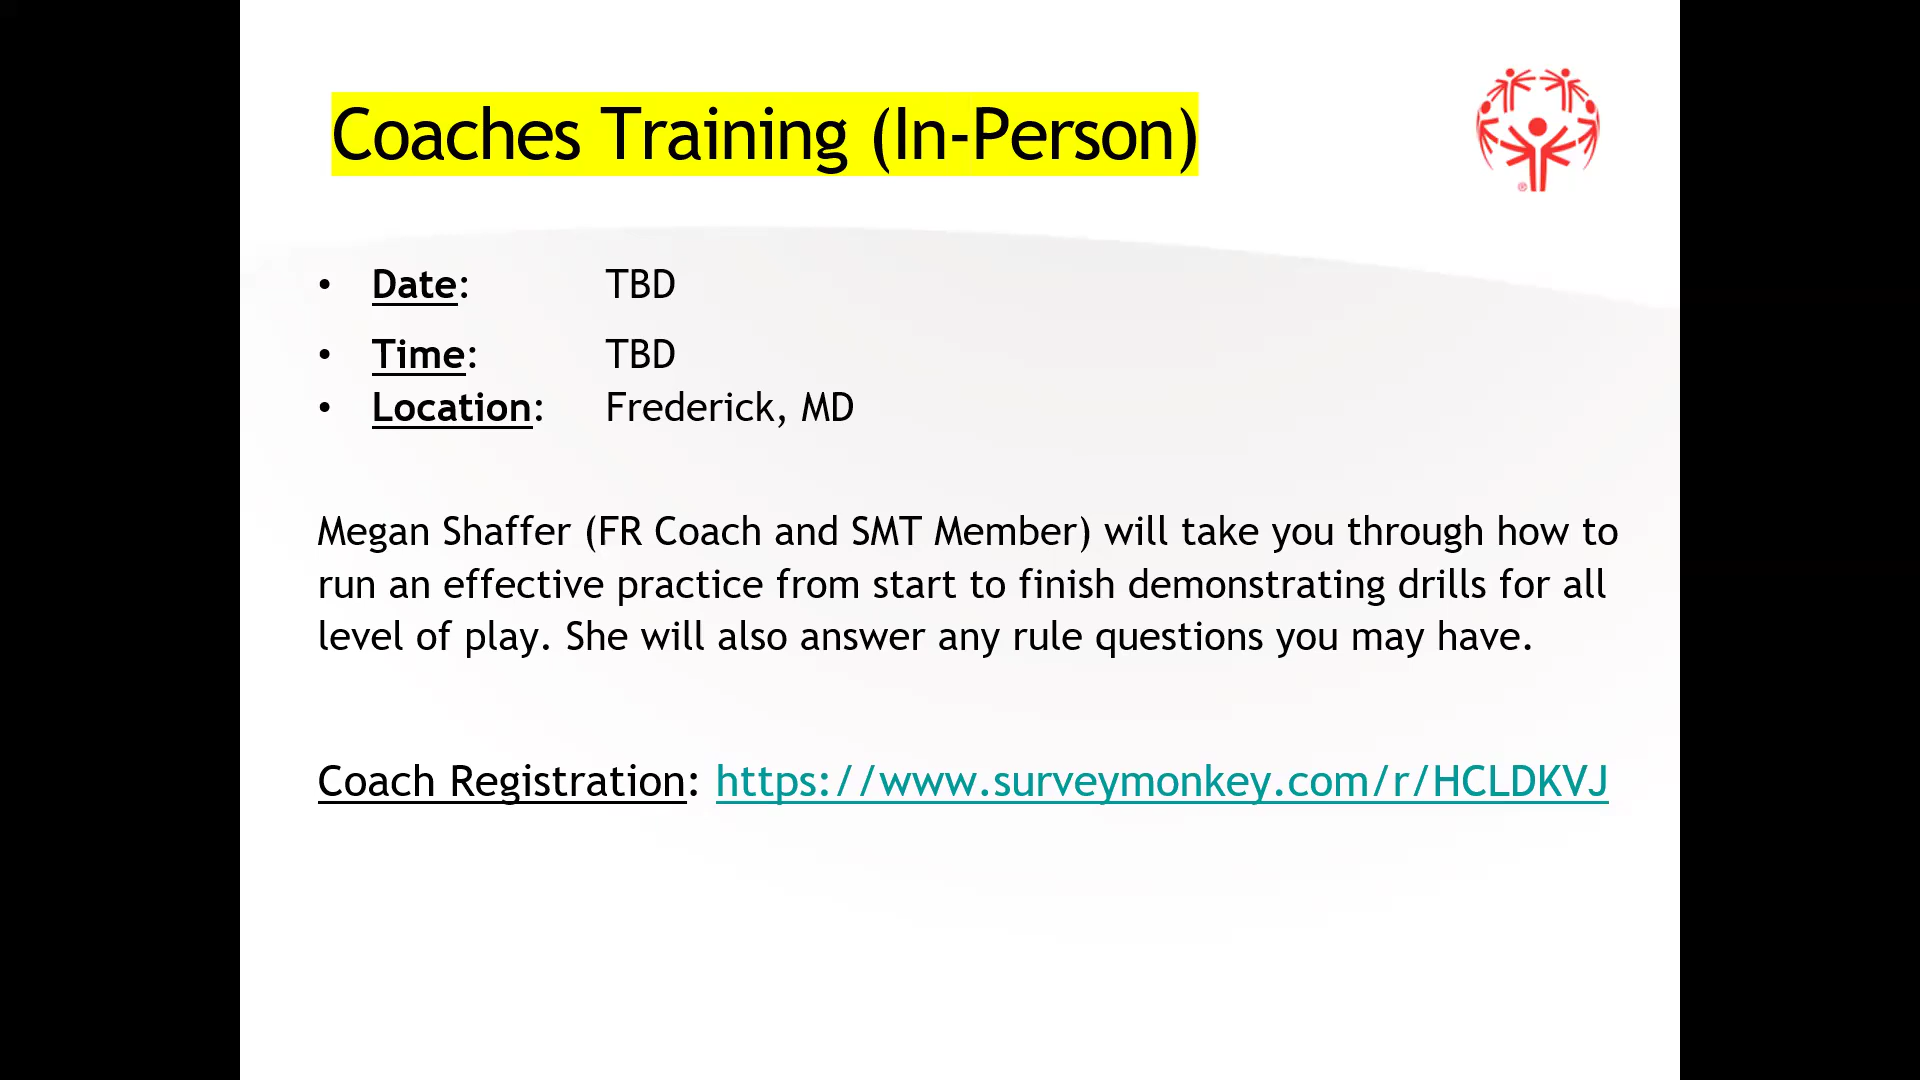 Coaches Training (In-Person)
®
• Date: TBD
• Time: TBD
• Location: Frederick, MD
Megan Shaffer (FR Coach and SMT Member) will take you through how to
run an effective practice from start to finish demonstrating drills for all
level of play. She will also answer any rule questions you may have.
Coach Registration: https://www.surveymonkey.com/r/HCLDKVJ